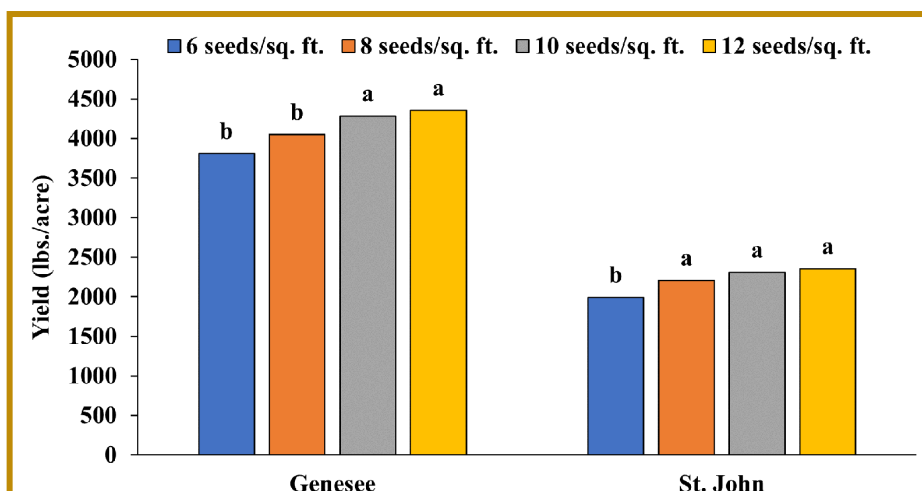 6 seeds/sq. ft. 8 seeds/sq. ft. 10 seeds/sq. ft. 12 seeds/sq. ft.
Yield (lbs./acre)
5000
4500
4000
3500
3000
2500
2000
1500
1000
500
0
b b a a
b a a a
Genesee St. John